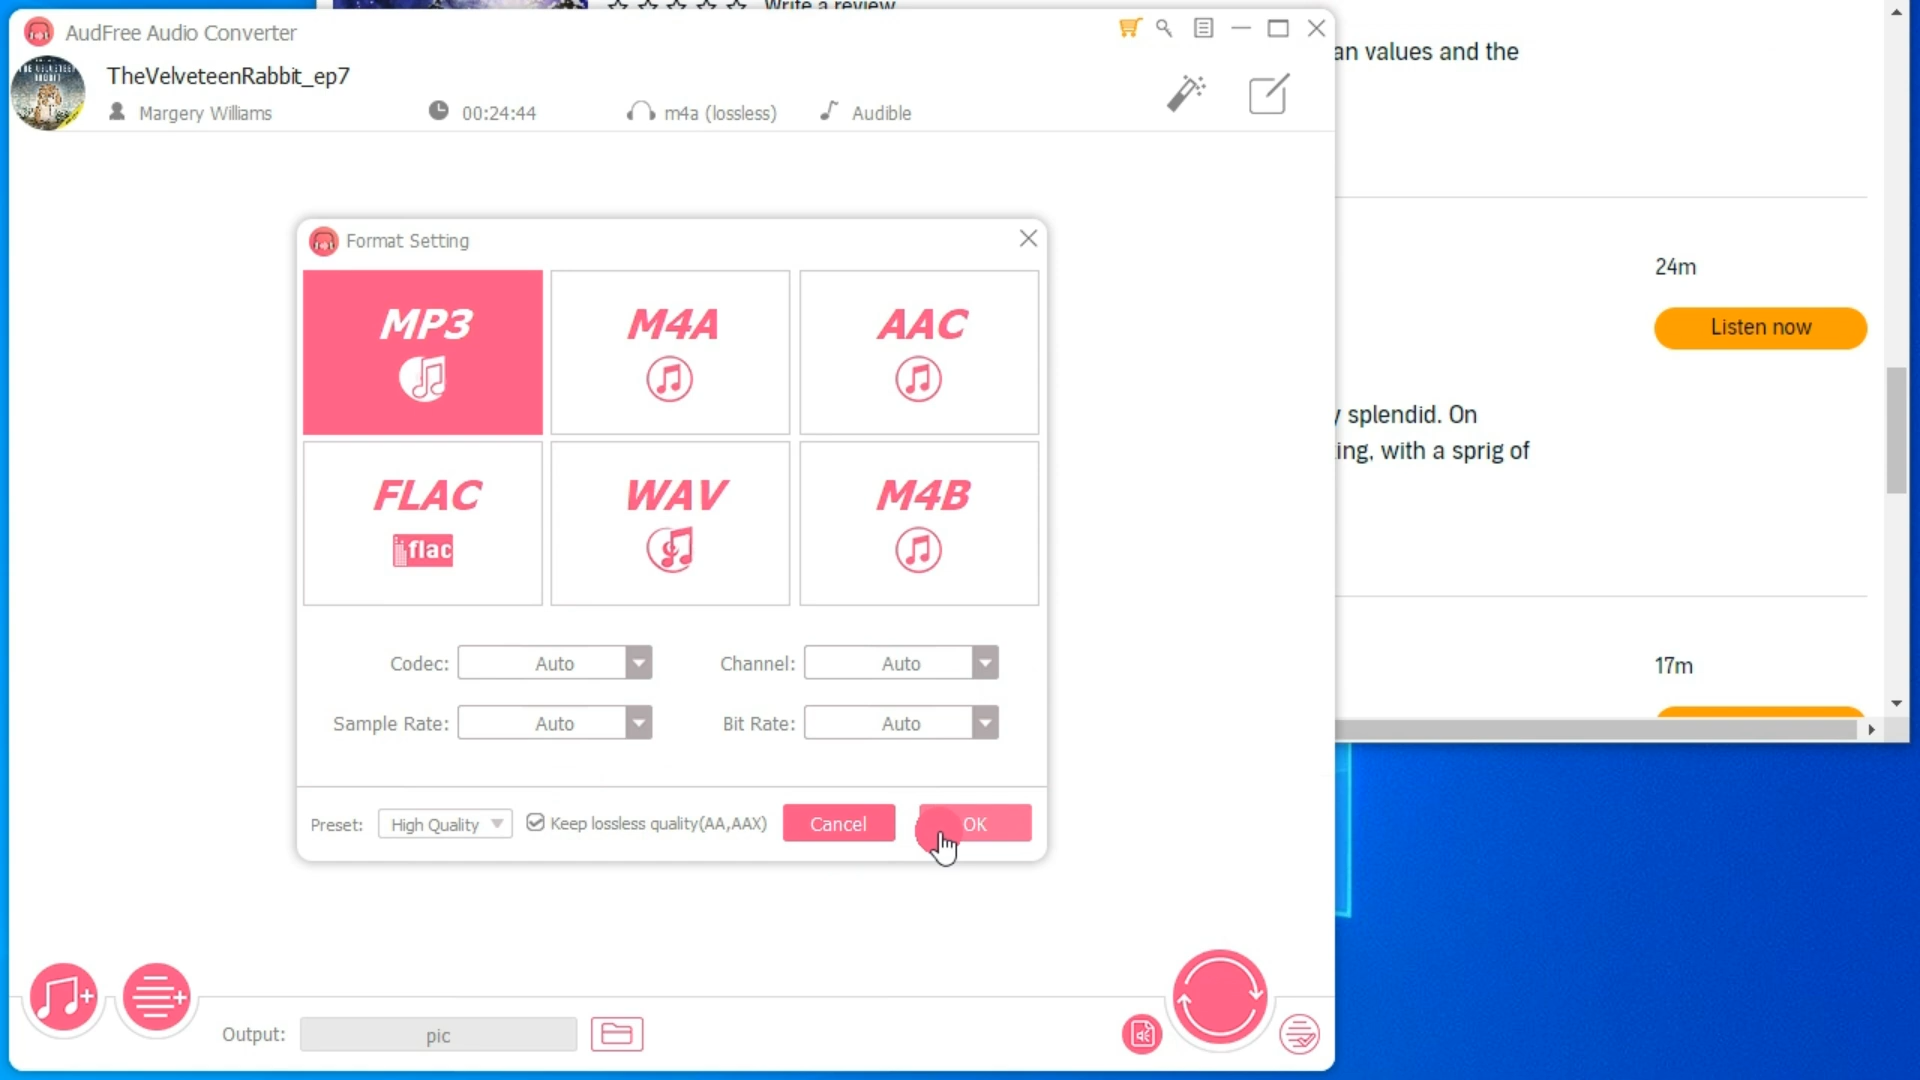 Write a review
AudFree Audio Converter
TheVelveteenRabbit_ep7
Margery Williams
00:24:44
m4a (lossless)
Audible
an values and the
Format Setting
MP3
M4A
AAC
FLAC
flac
WAV
M4B
24m
Listen now
y splendid. On
ing, with a sprig of
Codec:
Auto
Channel:
Auto
Sample Rate:
Auto
Bit Rate:
Auto
17m
Preset:
High Quality
Keep lossless quality(AA,AAX)
Cancel
OK
Output:
pic